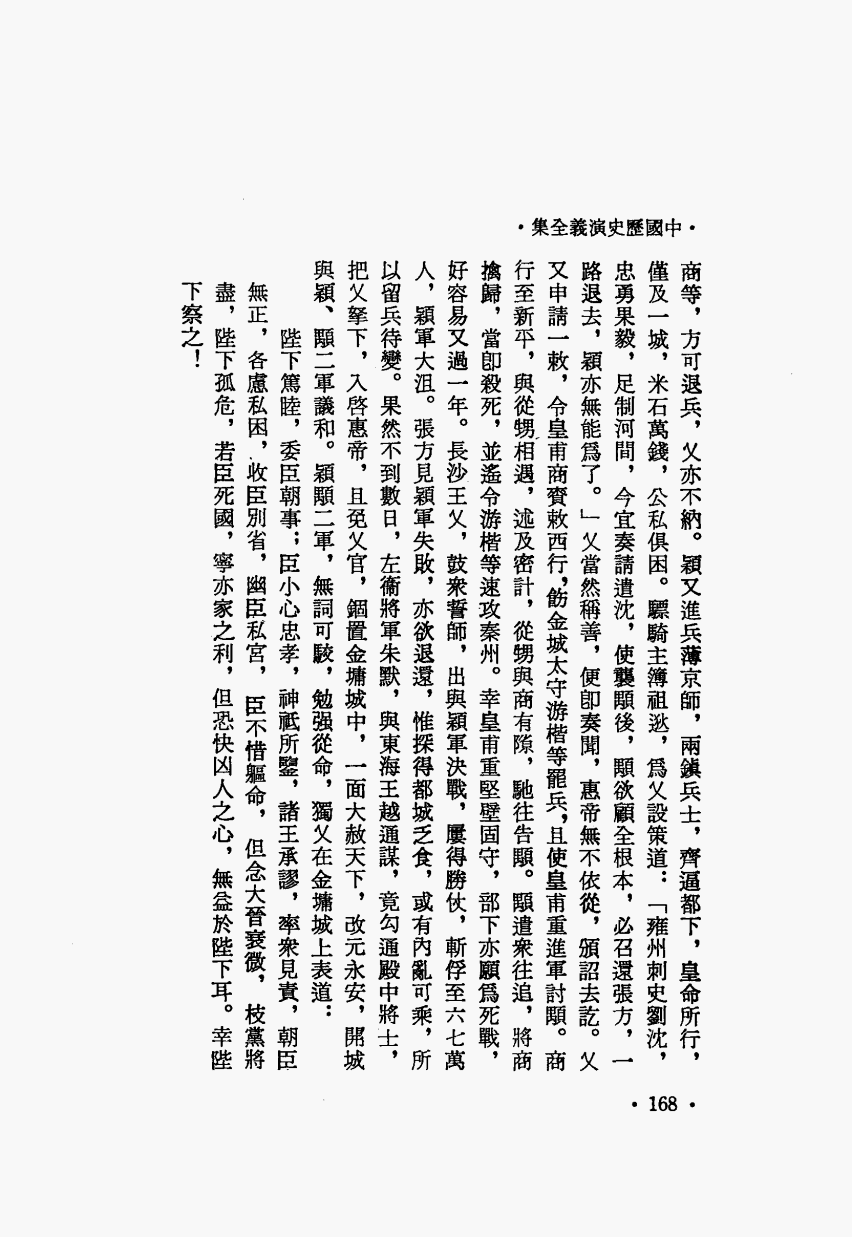 ·中國歷史演義全集·
商等，方可退兵，乂亦不納。穎又進兵薄京師，兩鎮兵士，齊逼都下，皇命所行，
僅及一城，米石萬錢，公私俱困。驃騎主簿祖逖，爲乂設策道：「雍州刺史劉沈，
忠勇果毅，足制河間，今宜奏請遣沈，使襲顒後，顒欲顧全根本，必召還張方，一
路退去，穎亦無能爲了。」乂當然稱善，便卽奏聞，惠帝無不依從，頒詔去訖。乂
又申請一敕，令皇甫商賚敕西行，飭金城太守游楷等罷兵，且使皇甫重進軍討顒。商
行至新平，與從甥相遇，述及密計，從甥與商有隙，馳往告顒。顒遣衆往追，將商
擒歸，當卽殺死，並遙令游楷等速攻秦州。幸皇甫重堅壁固守，部下亦願爲死戰，
好容易又過一年。長沙王乂，鼓衆誓師，出與穎軍決戰，屢得勝仗，斬俘至六七萬
人，穎軍大沮。張方見穎軍失敗，亦欲退還，惟探得都城乏食，或有內亂可乘，所
以留兵待變。果然不到數日，左衞將軍朱默，與東海王越通謀，竟勾通殿中將士，
把乂拏下，入啓惠帝，且免乂官，錮置金墉城中，一面大赦天下，改元永安，開城
與穎、顒二軍議和。穎顒二軍，無詞可駁，勉强從命，獨乂在金墉城上表道：
陛下篤睦，委臣朝事；臣小心忠孝，神祇所鑒，諸王承謬，率衆見責，朝臣
無正，各慮私困，收臣別省，幽臣私宮，臣不惜軀命，但念大晉衰微，枝黨將
盡，陛下孤危，若臣死國，寧亦家之利，但恐快凶人之心，無益於陛下耳。幸陛
下察之！
·168·